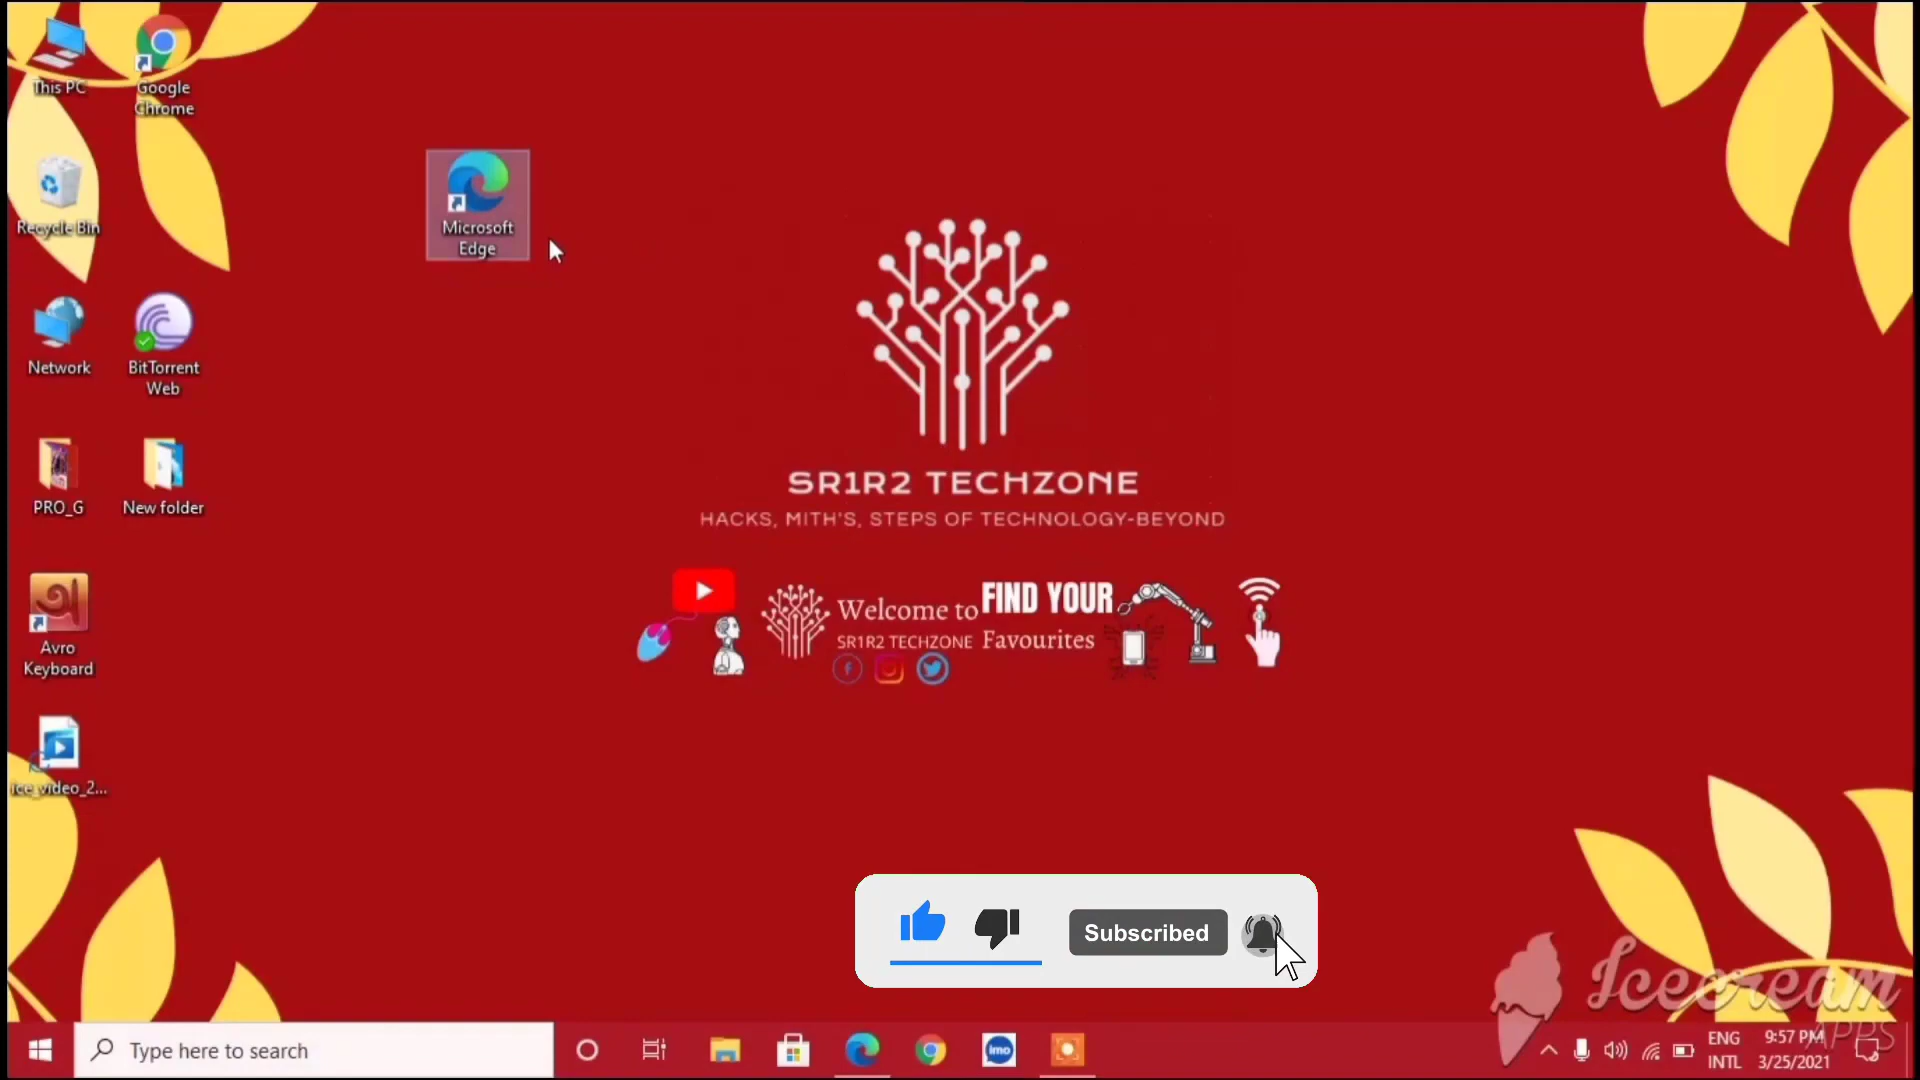 This PC
Google
Chrome
Recycle Bin
Microsoft
Edge
Network
BitTorrent
Web
PRO_G
New folder
Avro
Keyboard
ice_video_2...
SR1R2 TECHZONE
HACKS, MITH'S, STEPS OF TECHNOLOGY-BEYOND
Welcome to
SR1R2 TECHZONE
FIND YOUR
Favourites
Subscribed
Icecream
APPS
Type here to search
imo
ENG
INTL
9:57 PM
3/25/2021